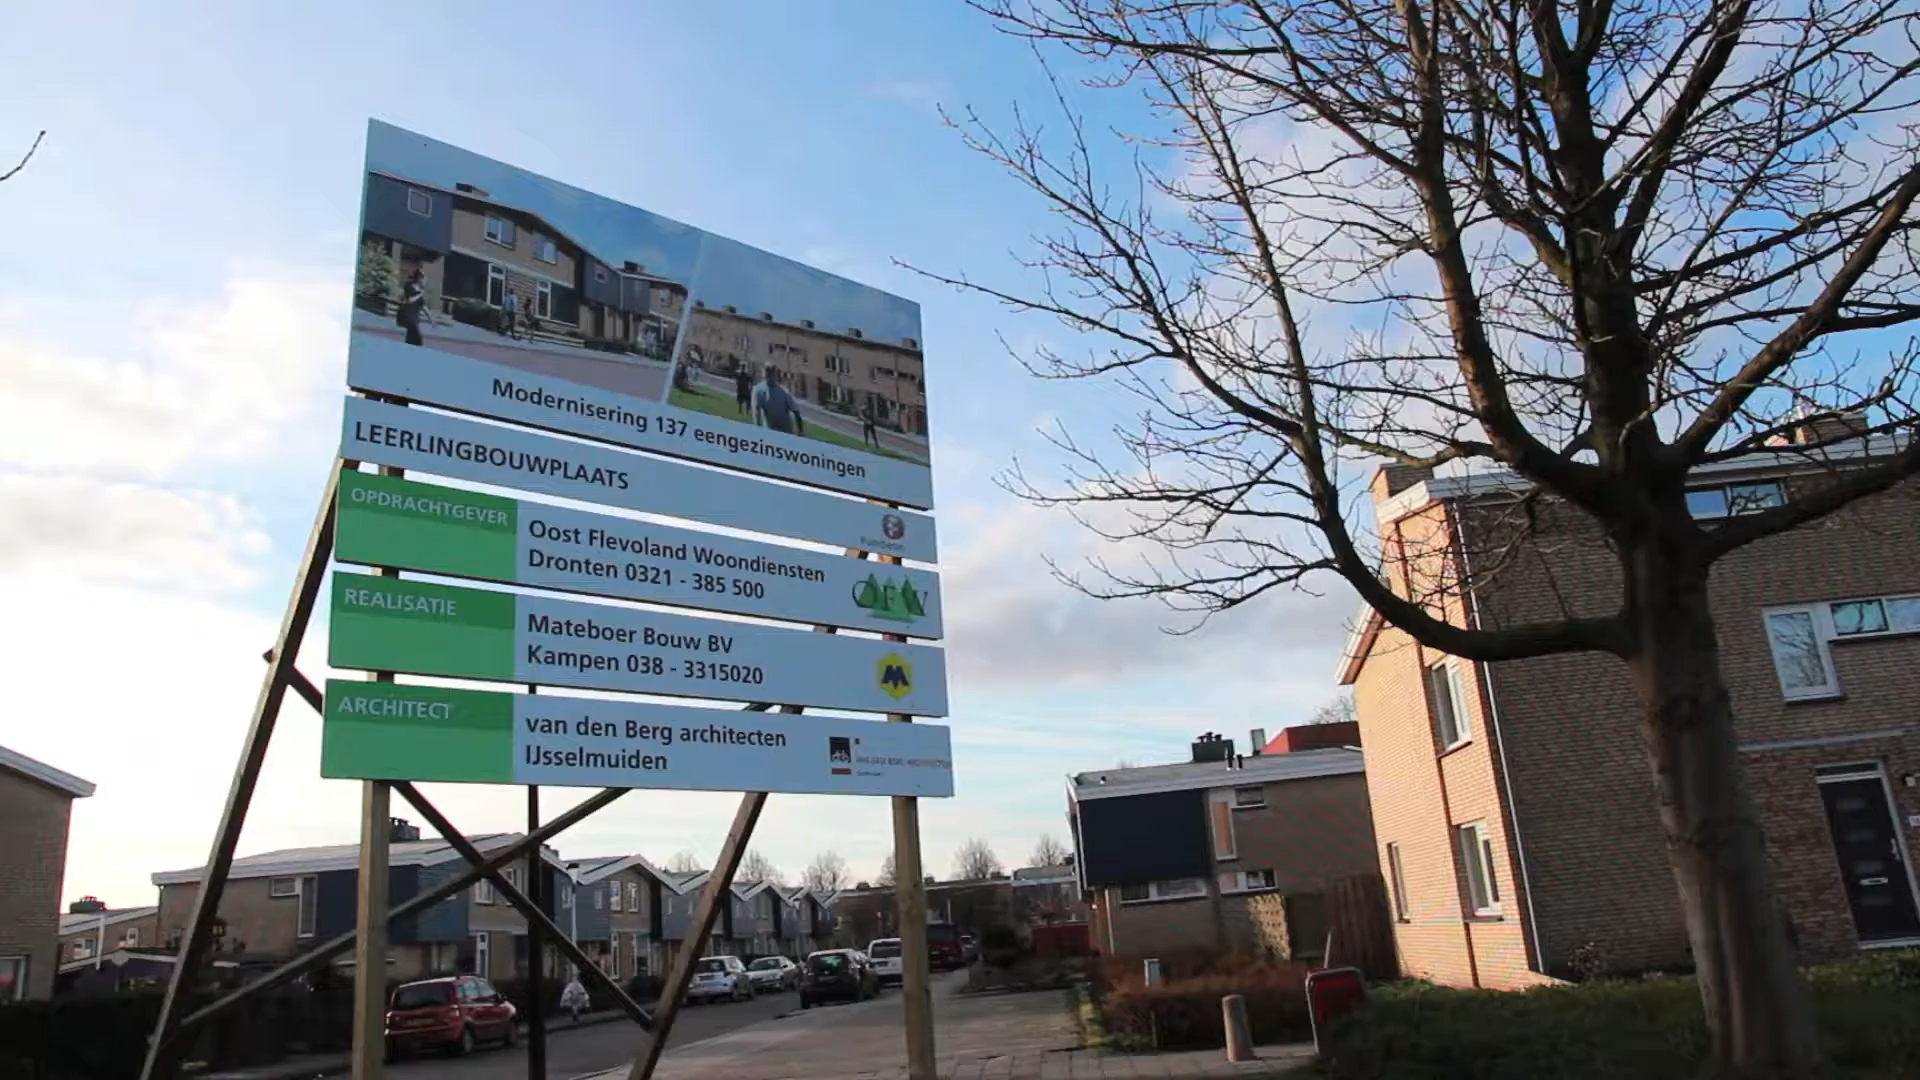 Modernisering 137 eengezinswoningen
LEERLINGBOUWPLAATS
OPDRACHTGEVER
Oost Flevoland Woondiensten
Dronten 0321 - 385 500
OFW
REALISATIE
Mateboer Bouw BV
Kampen 038 - 3315020
M
ARCHITECT
van den Berg architecten
IJsselmuiden